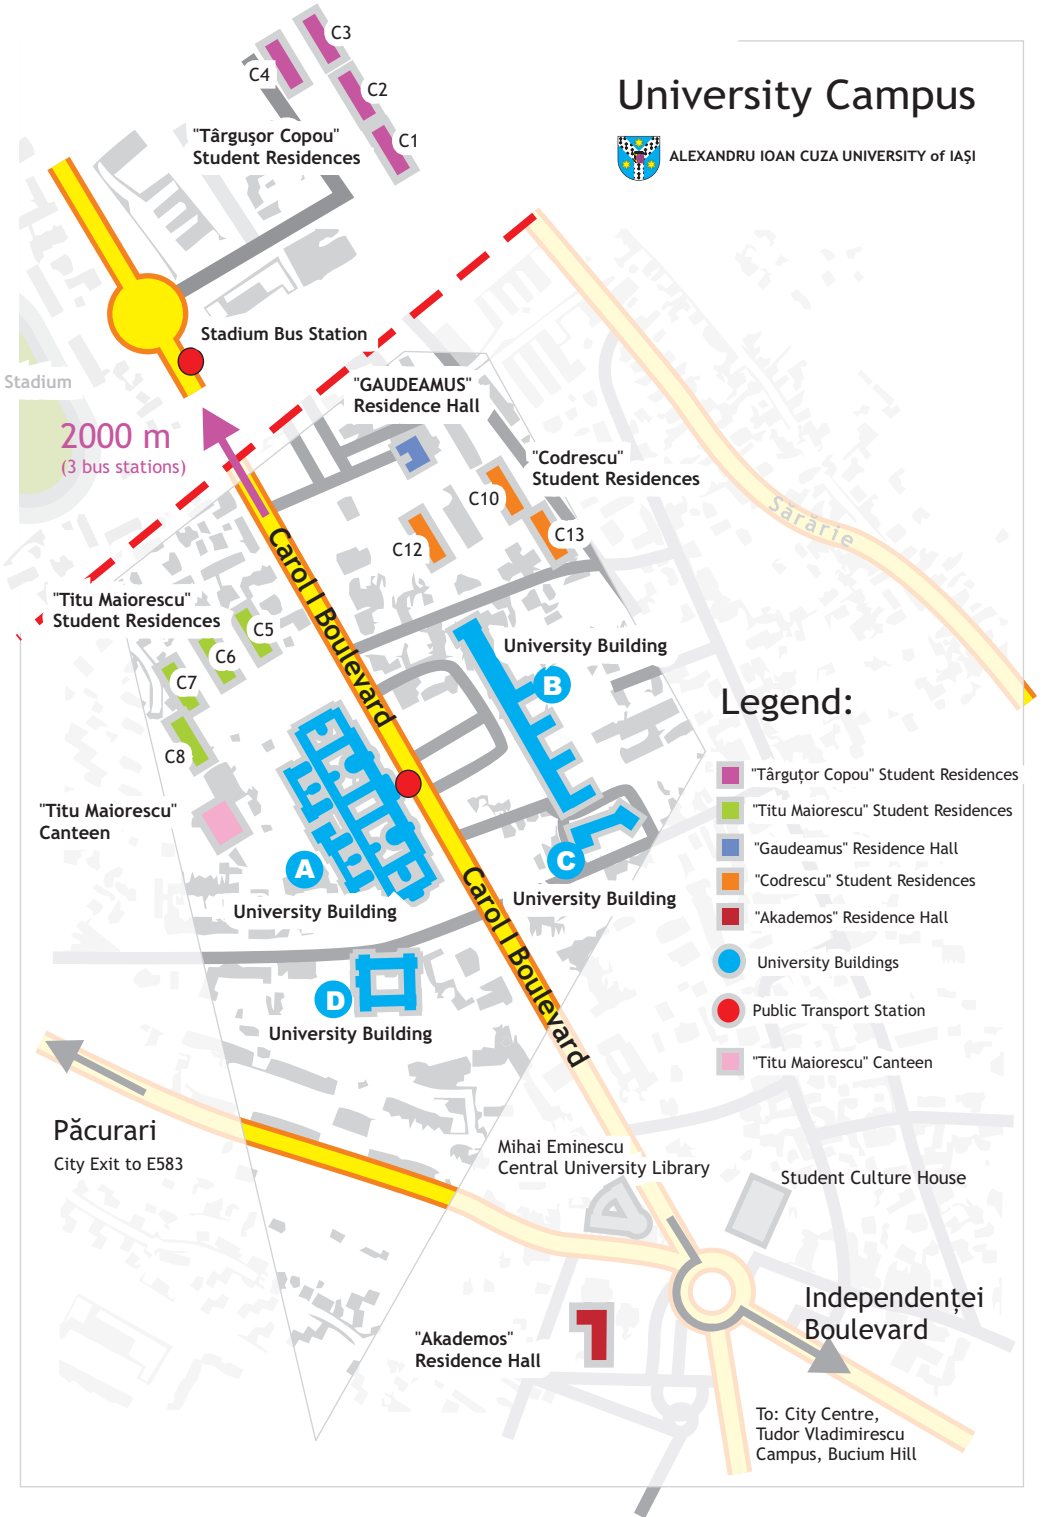 C3
C4
C2
C1
University Campus
"Târguşor Copou"
Student Residences
ALEXANDRU IOAN CUZA UNIVERSITY of IAŞI
Stadium Bus Station
Stadium
"GAUDEAMUS"
Residence Hall
2000 m
(3 bus stations)
"Codrescu"
Student Residences
C10
C13
C12
Sărărie
Carol I Boulevard
"Titu Maiorescu"
Student Residences
C5
C6
C7
C8
University Building
B
Legend:
"Târguțor Copou" Student Residences
"Titu Maiorescu" Student Residences
"Gaudeamus" Residence Hall
"Codrescu" Student Residences
"Akademos" Residence Hall
University Buildings
Public Transport Station
"Titu Maiorescu" Canteen
"Titu Maiorescu"
Canteen
A
University Building
C
University Building
Carol I Boulevard
D
University Building
Păcurari
City Exit to E583
Mihai Eminescu
Central University Library
Student Culture House
Independenței
Boulevard
"Akademos"
Residence Hall
To: City Centre,
Tudor Vladimirescu
Campus, Bucium Hill